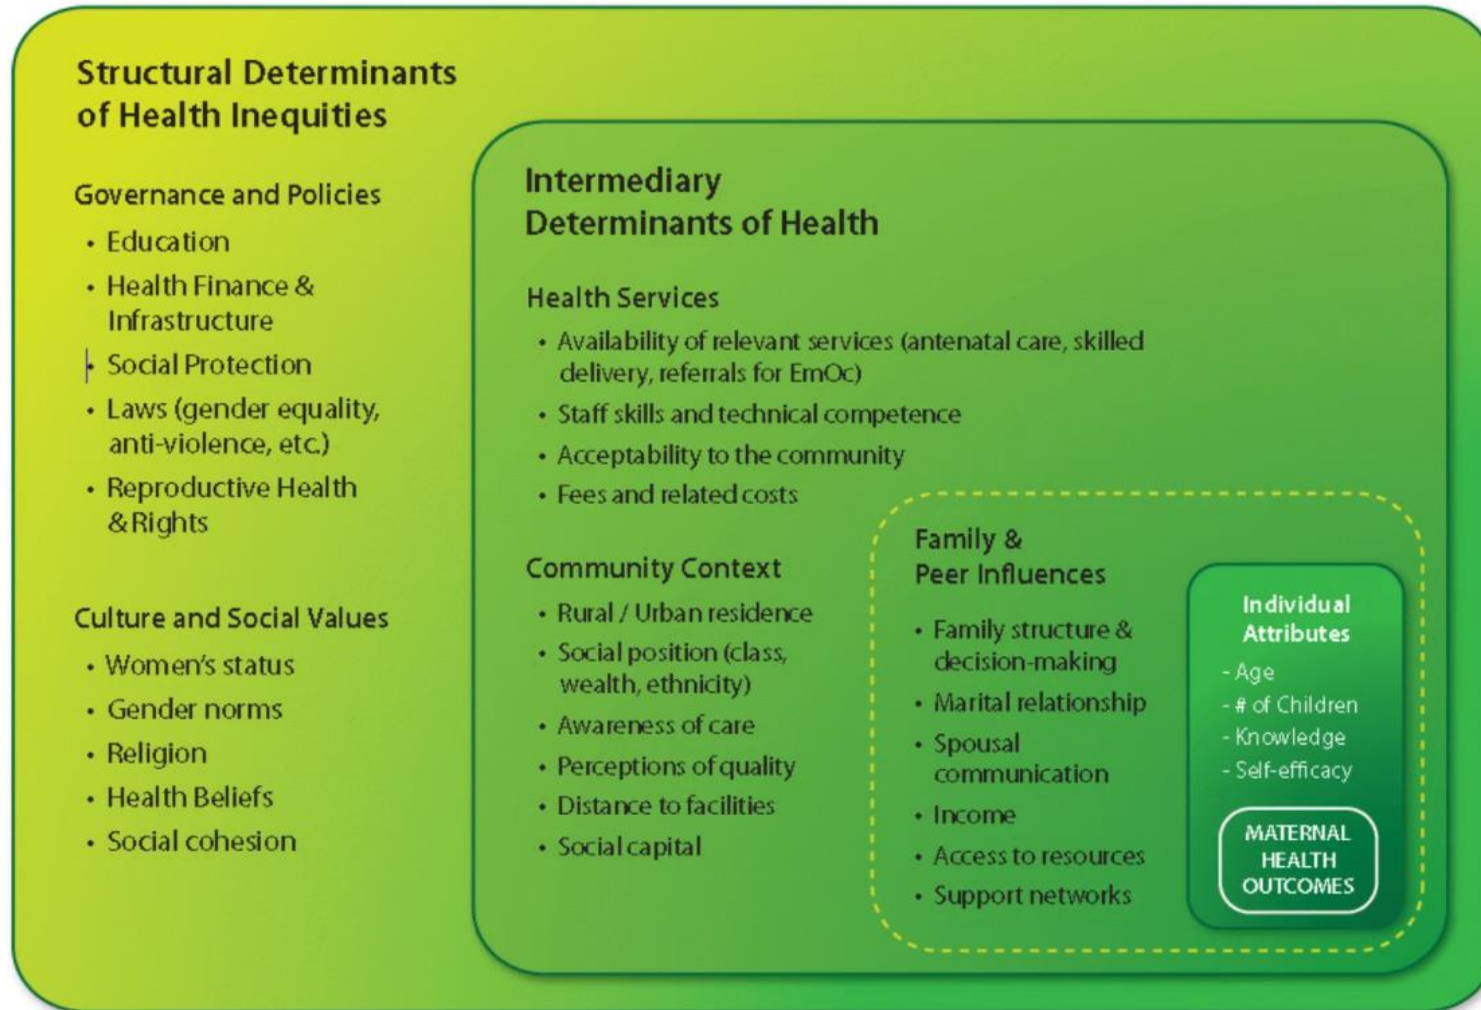 Structural Determinants
of Health Inequities
Governance and Policies
• Education
• Health Finance &
Infrastructure
• Social Protection
• Laws (gender equality,
anti-violence, etc.)
• Reproductive Health
& Rights
Culture and Social Values
• Women's status
• Gender norms
• Religion
• Health Beliefs
• Social cohesion
Intermediary
Determinants of Health
Health Services
• Availability of relevant services (antenatal care, skilled
delivery, referrals for EmOc)
• Staff skills and technical competence
• Acceptability to the community
• Fees and related costs
Community Context
• Rural / Urban residence
• Social position (class,
wealth, ethnicity)
• Awareness of care
• Perceptions of quality
• Distance to facilities
• Social capital
Family &
Peer Influences
• Family structure &
decision-making
• Marital relationship
• Spousal
communication
• Income
• Access to resources
• Support networks
Individual
Attributes
- Age
- # of Children
- Knowledge
- Self-efficacy
MATERNAL
HEALTH
OUTCOMES